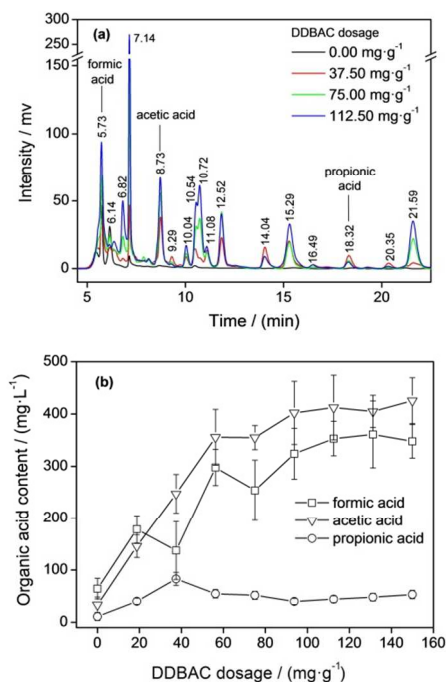 (a)
DDBAC dosage
0.00 mg·g⁻¹
37.50 mg·g⁻¹
75.00 mg·g⁻¹
112.50 mg·g⁻¹
formic
acid
acetic acid
propionic
acid
5.73
6.14
6.82
7.14
8.73
9.29
10.04
10.54
10.72
11.08
12.52
14.04
15.29
16.49
18.32
20.35
21.59
Intensity / mv
300
250
100
50
0
5 10 15 20
Time / (min)
(b)
Organic acid content / (mg·L⁻¹)
500
400
300
200
100
0
formic acid
acetic acid
propionic acid
0 20 40 60 80 100 120 140 160
DDBAC dosage / (mg·g⁻¹)